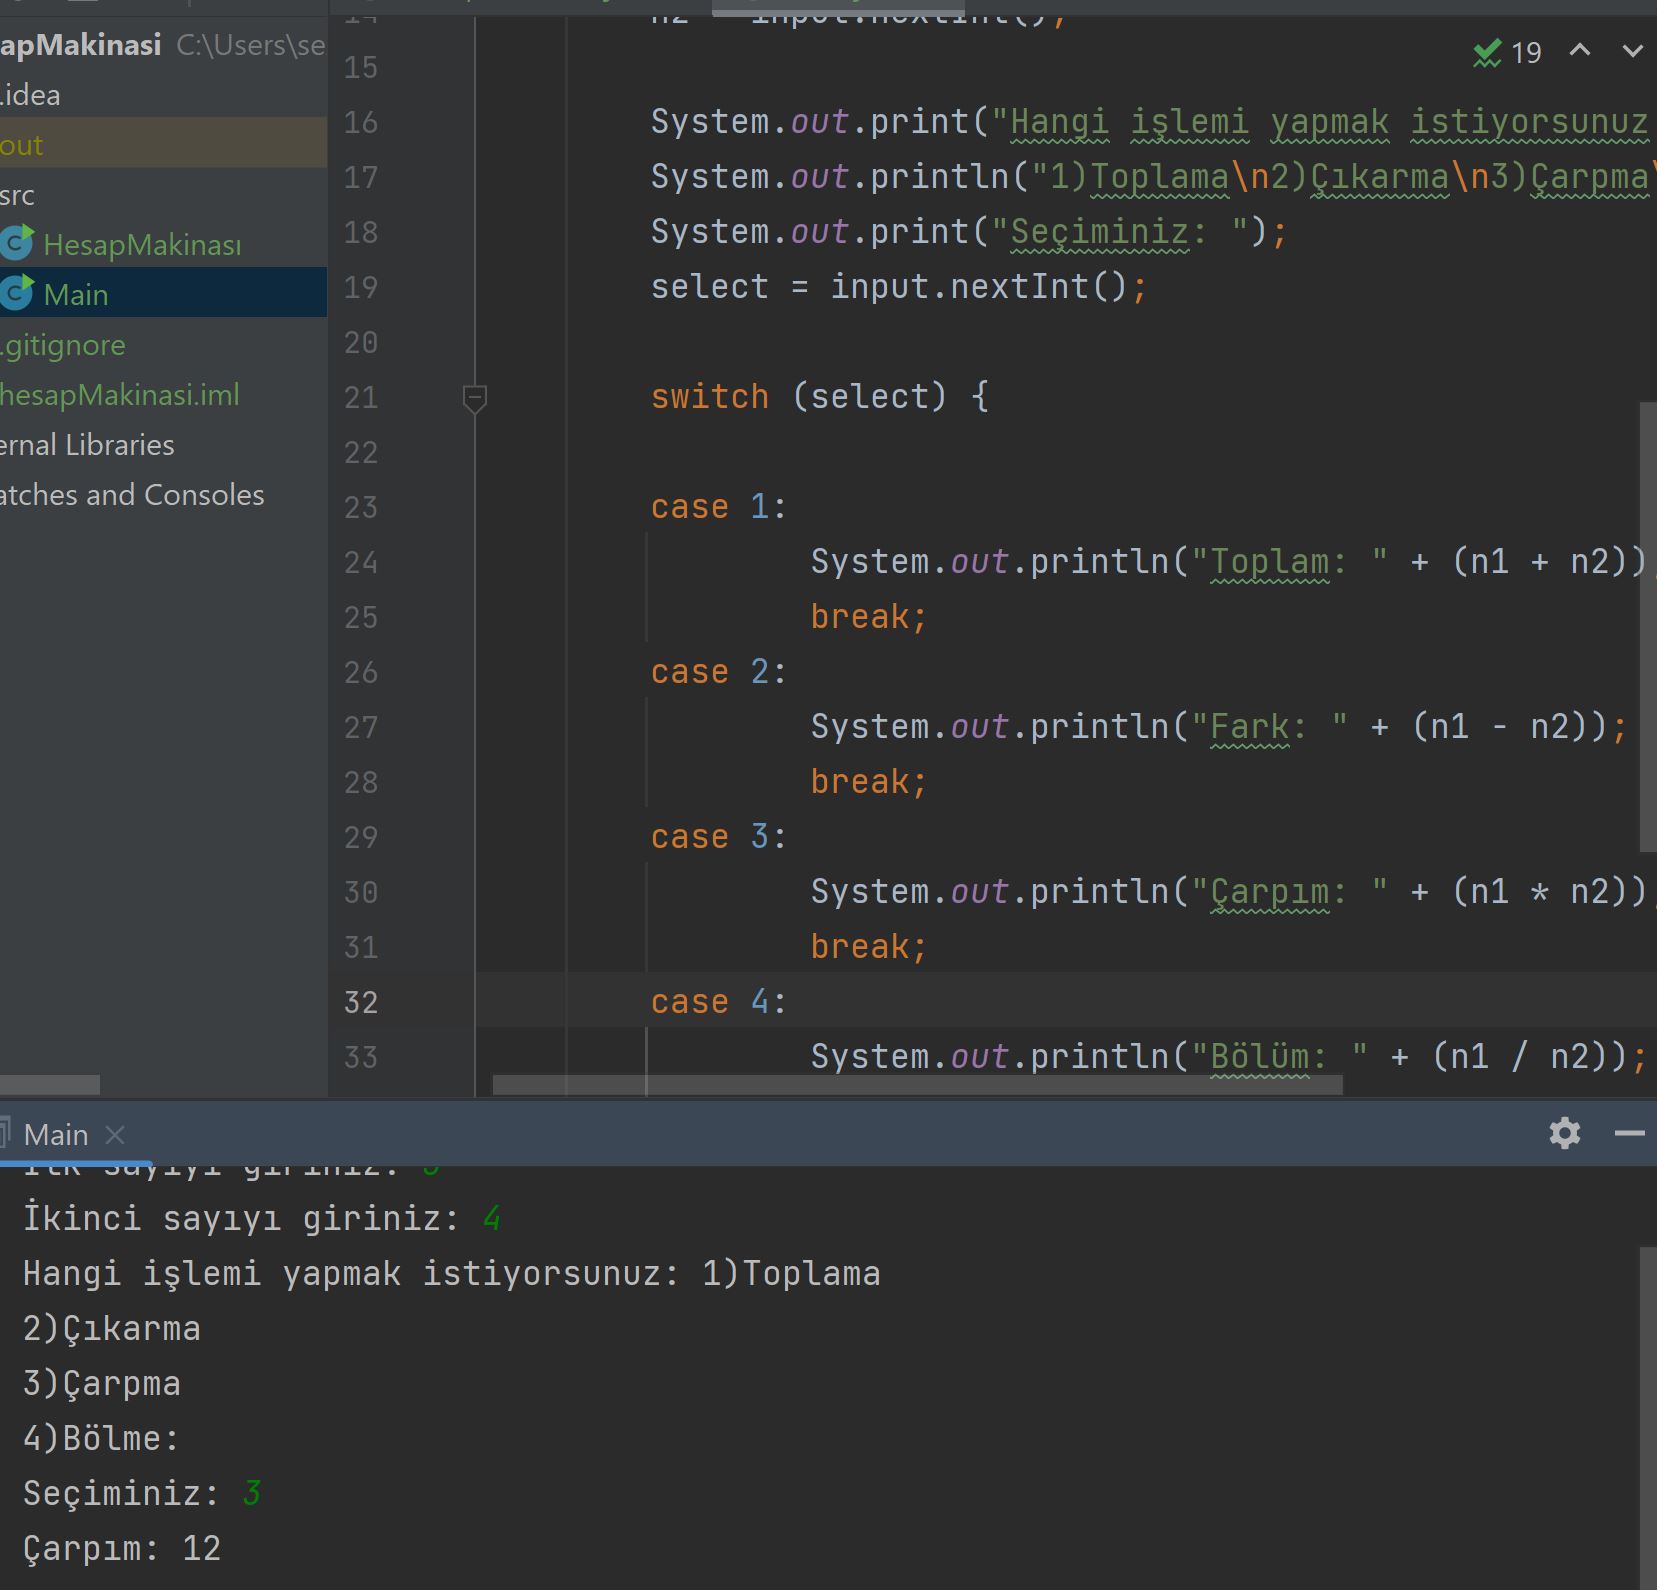 apMakinasi C:\Users\se
.idea
out
src
HesapMakinası
Main
.gitignore
hesapMakinasi.iml
ernal Libraries
atches and Consoles
19
14 n2 = input.nextInt();
15
16 System.out.print("Hangi işlemi yapmak istiyorsunuz
17 System.out.println("1)Toplama\n2)Çıkarma\n3)Çarpma\
18 System.out.print("Seçiminiz: ");
19 select = input.nextInt();
20
21 switch (select) {
22
23 case 1:
24 System.out.println("Toplam: " + (n1 + n2));
25 break;
26 case 2:
27 System.out.println("Fark: " + (n1 - n2));
28 break;
29 case 3:
30 System.out.println("Çarpım: " + (n1 * n2));
31 break;
32 case 4:
33 System.out.println("Bölüm: " + (n1 / n2));
Main
İlk sayıyı giriniz:
İkinci sayıyı giriniz: 4
Hangi işlemi yapmak istiyorsunuz: 1)Toplama
2)Çıkarma
3)Çarpma
4)Bölme:
Seçiminiz: 3
Çarpım: 12